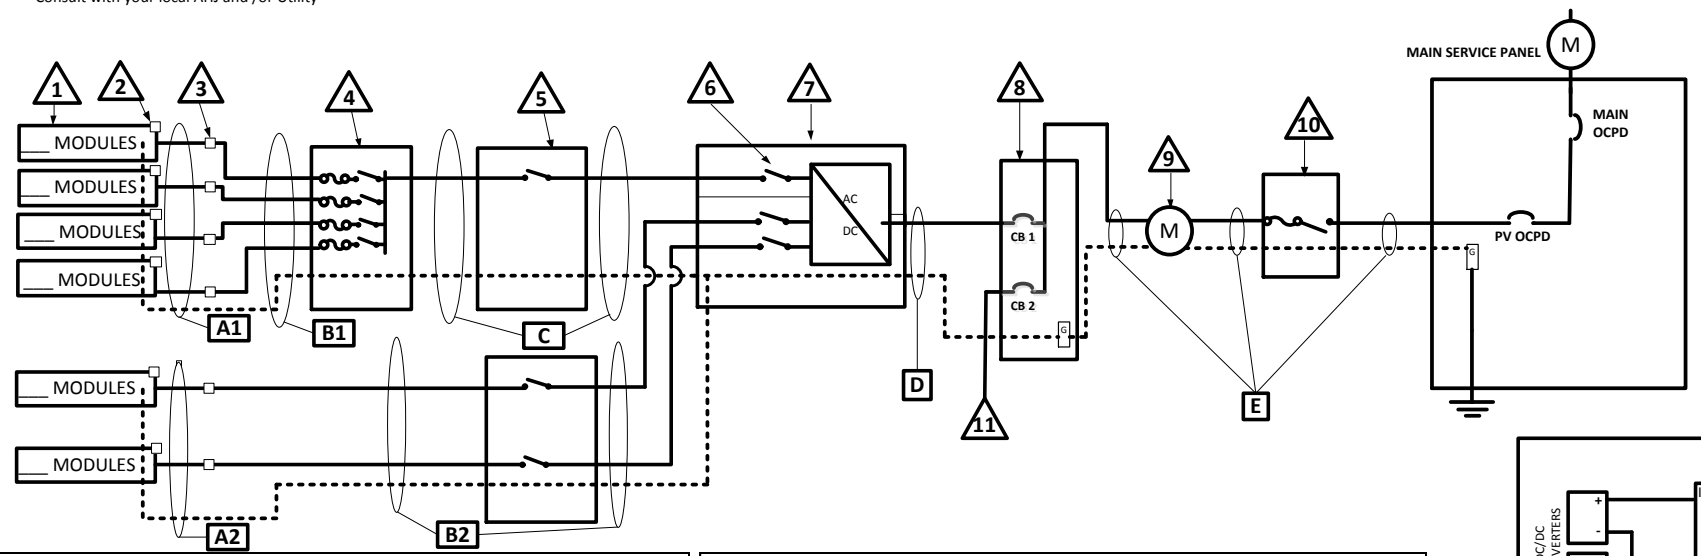 Consult with your local AHJ and /or Utility
MAIN SERVICE PANEL
M
1
2
3
4
5
6
7
8
10
9
MAIN
OCPD
___ MODULES
___ MODULES
___ MODULES
___ MODULES
AC
DC
CB 1
M
PV OCPD
G
A1
B1
C
CB 2
G
D
E
11
___ MODULES
___ MODULES
A2
B2
+
-
DC/DC